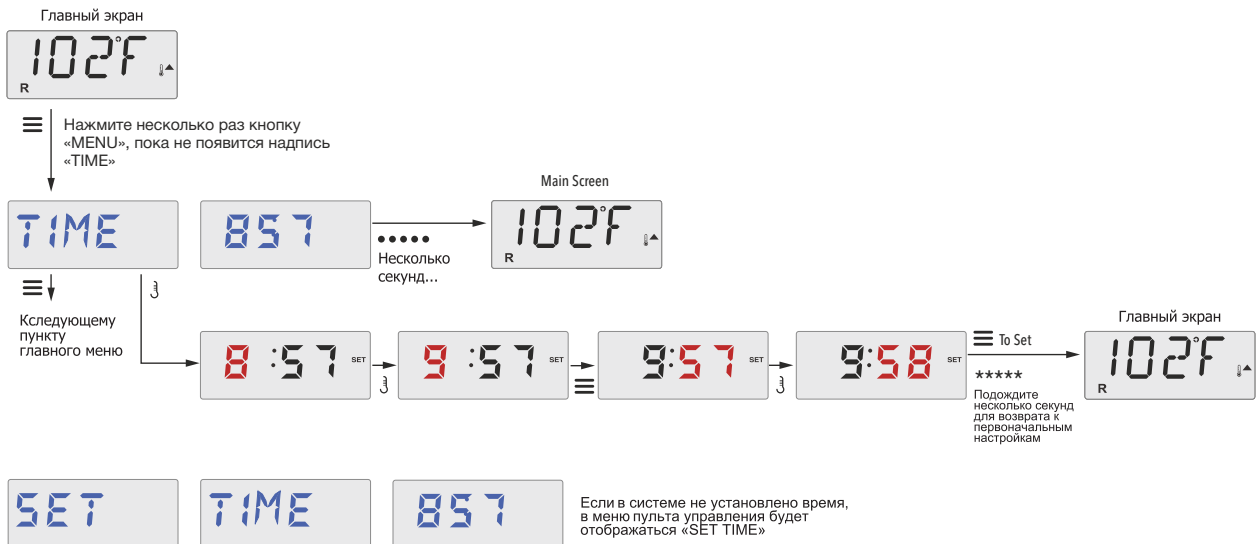 Главный экран
102°F
R
Нажмите несколько раз кнопку
«MENU», пока не появится надпись
«TIME»
TIME
857
Несколько
секунд...
Main Screen
102°F
R
Кследующему
пункту
главного меню
8:57 SET
9:57 SET
9:57 SET
9:58 SET
To Set
*****
Подождите
несколько секунд
для возврата к
первоначальным
настройкам
Главный экран
102°F
R
SET
TIME
857
Если в системе не установлено время,
в меню пульта управления будет
отображаться «SET TIME»